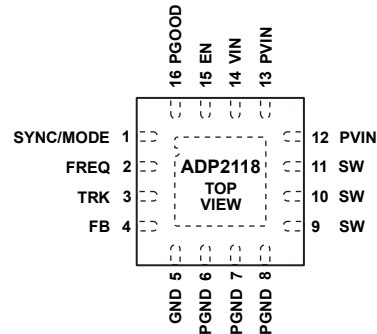 16 PGOOD
15 EN
14 VIN
13 PVIN
SYNC/MODE 1
FREQ 2
TRK 3
FB 4
ADP2118
TOP
VIEW
12 PVIN
11 SW
10 SW
9 SW
GND 5
PGND 6
PGND 7
PGND 8